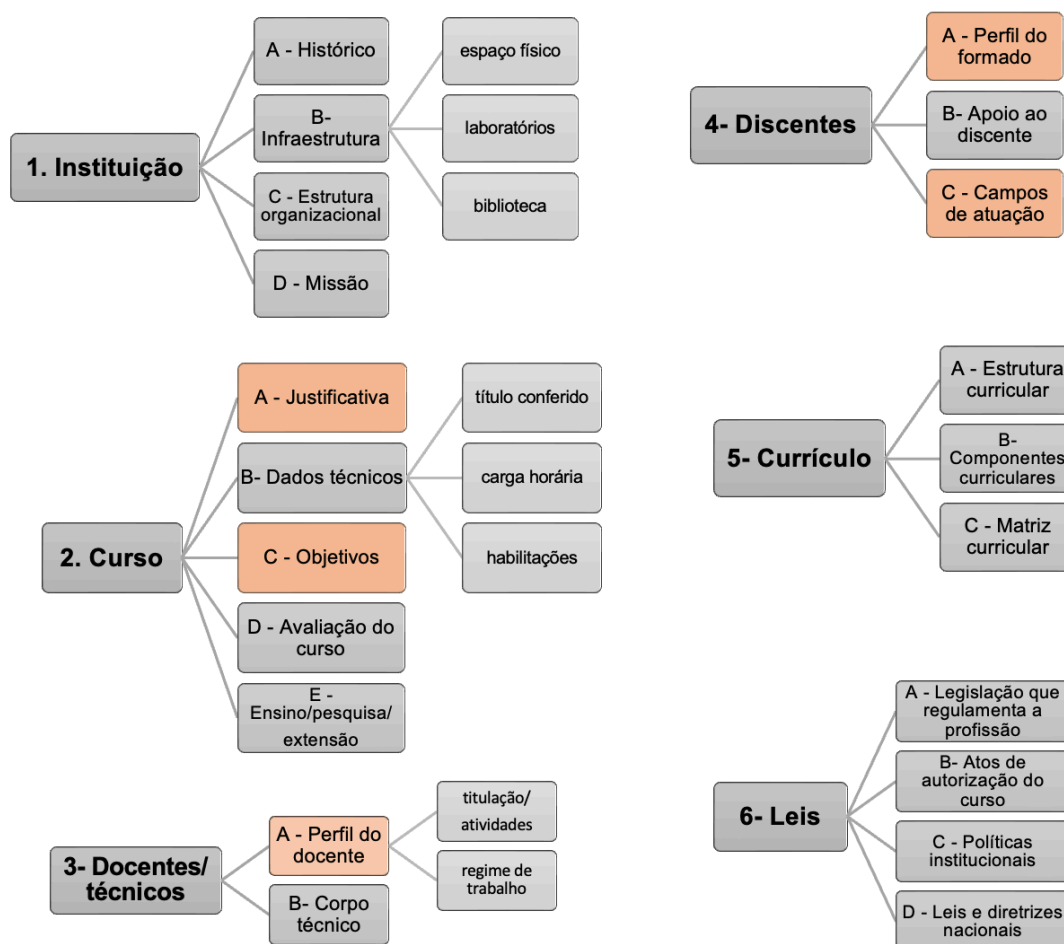 1. Instituição
A - Histórico
B-
Infraestrutura
espaço físico
laboratórios
biblioteca
C - Estrutura
organizacional
D - Missão
2. Curso
A - Justificativa
B- Dados técnicos
título conferido
carga horária
habilitações
C - Objetivos
D - Avaliação do
curso
E -
Ensino/pesquisa/
extensão
3- Docentes/
técnicos
A - Perfil do
docente
titulação/
atividades
regime de
trabalho
B- Corpo
técnico
4- Discentes
A - Perfil do
formado
B- Apoio ao
discente
C - Campos
de atuação
5- Currículo
A - Estrutura
curricular
B-
Componentes
curriculares
C - Matriz
curricular
6- Leis
A - Legislação que
regulamenta a
profissão
B- Atos de
autorização do
curso
C - Políticas
institucionais
D - Leis e diretrizes
nacionais